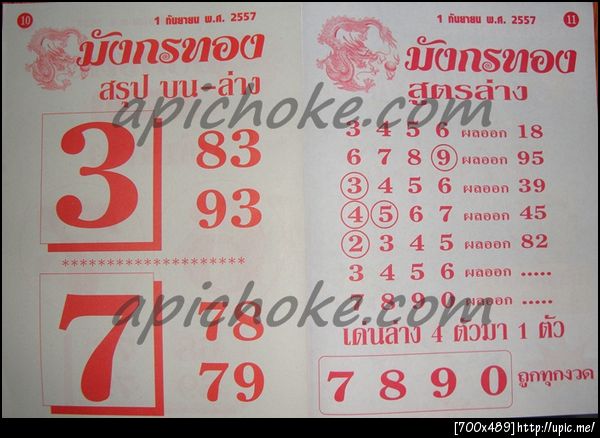 10
1 กันยายน พ.ศ. 2557
มังกรทอง
สรุป บน-ล่าง
3
83
93
********************
7
78
79
1 กันยายน พ.ศ. 2557
11
มังกรทอง
สูตรล่าง
3 4 5 6 ผลออก 18
6 7 8 9 ผลออก 95
3 4 5 6 ผลออก 39
4 5 6 7 ผลออก 45
2 3 4 5 ผลออก 82
3 4 5 6 ผลออก .....
7 8 9 0 ผลออก .....
เด่นล่าง 4 ตัวมา 1 ตัว
7 8 9 0 ถูกทุกงวด
apichoke.com
apichoke.com
[700x489]http://upic.me/